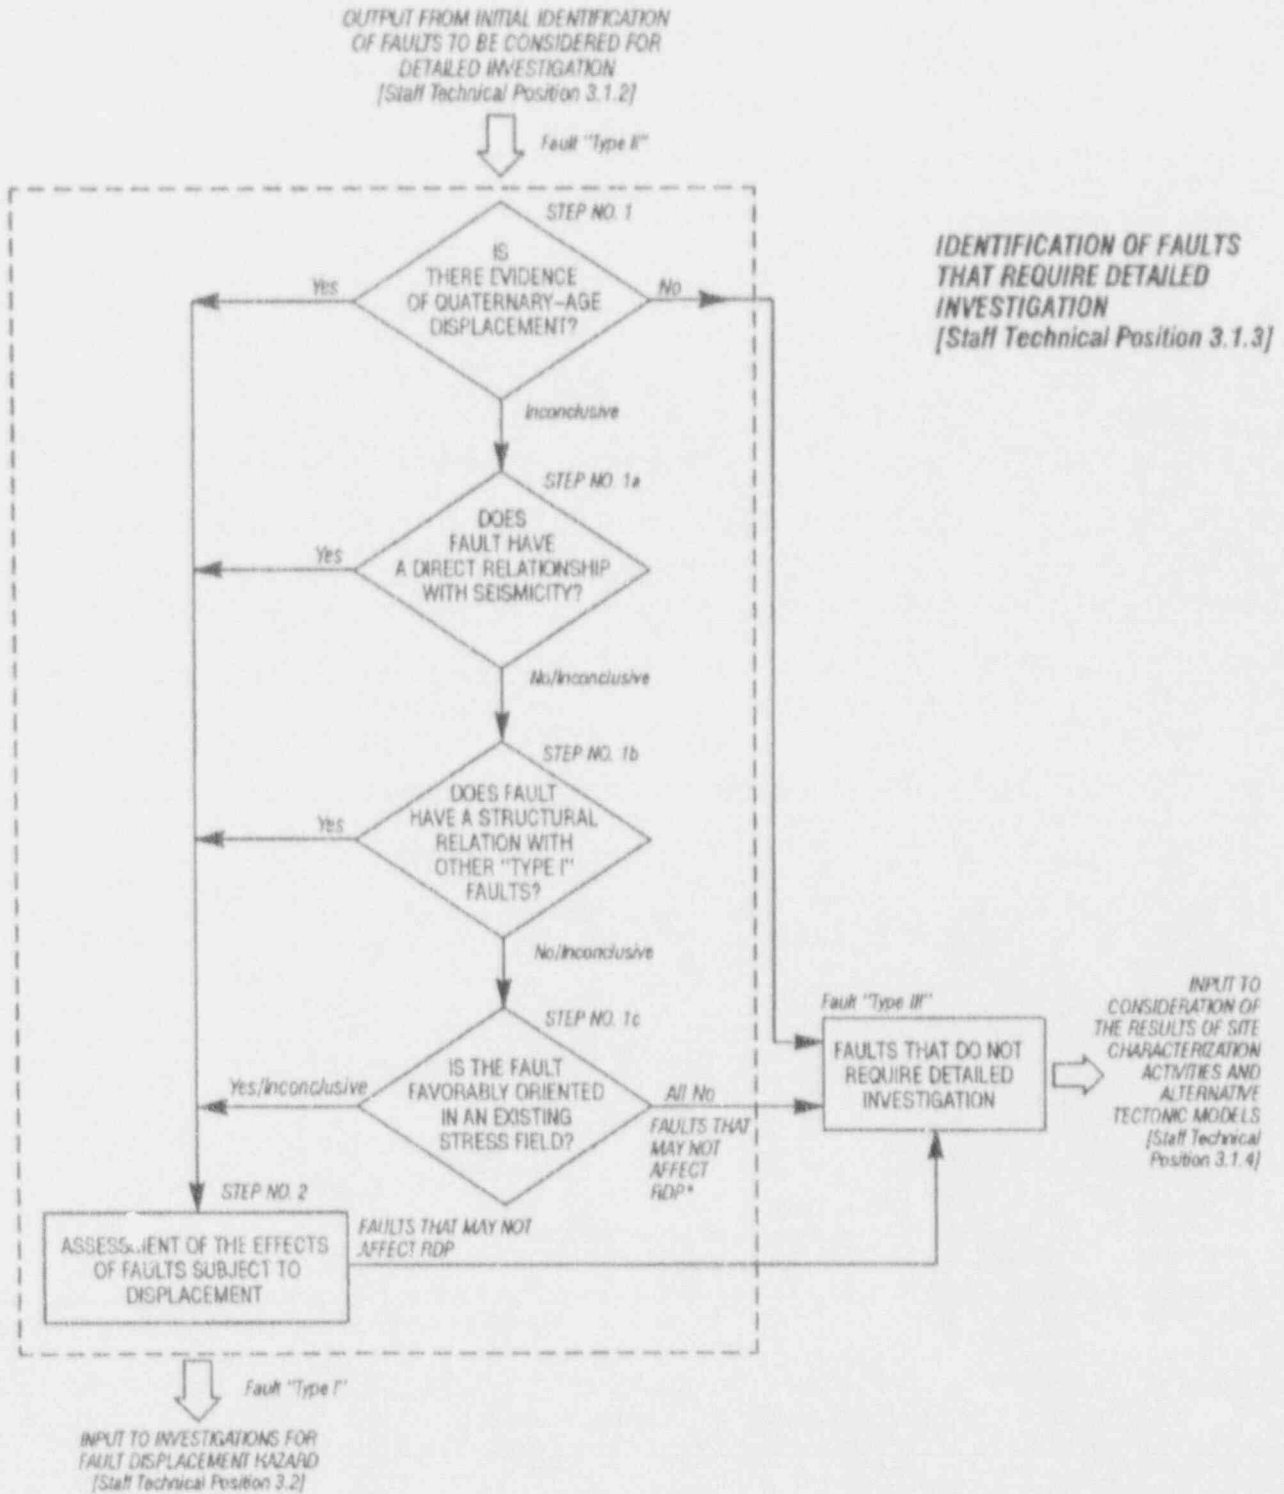 OUTPUT FROM INITIAL IDENTIFICATION
OF FAULTS TO BE CONSIDERED FOR
DETAILED INVESTIGATION
[Staff Technical Position 3.1.2]
Fault "Type II"
STEP NO. 1
IS
THERE EVIDENCE
OF QUATERNARY-AGE
DISPLACEMENT?
Yes
No
IDENTIFICATION OF FAULTS
THAT REQUIRE DETAILED
INVESTIGATION
[Staff Technical Position 3.1.3]
Inconclusive
STEP NO. 1a
DOES
FAULT HAVE
A DIRECT RELATIONSHIP
WITH SEISMICITY?
Yes
No/Inconclusive
STEP NO. 1b
DOES FAULT
HAVE A STRUCTURAL
RELATION WITH
OTHER "TYPE I"
FAULTS?
Yes
No/Inconclusive
STEP NO. 1c
IS THE FAULT
FAVORABLY ORIENTED
IN AN EXISTING
STRESS FIELD?
Yes/Inconclusive
All No
FAULTS THAT
MAY NOT
AFFECT
RDP*
Fault "Type III"
FAULTS THAT DO NOT
REQUIRE DETAILED
INVESTIGATION
INPUT TO
CONSIDERATION OF
THE RESULTS OF SITE
CHARACTERIZATION
ACTIVITIES AND
ALTERNATIVE
TECTONIC MODELS
[Staff Technical
Position 3.1.4]
STEP NO. 2
ASSESSMENT OF THE EFFECTS
OF FAULTS SUBJECT TO
DISPLACEMENT
FAULTS THAT MAY NOT
AFFECT RDP
Fault "Type I"
INPUT TO INVESTIGATIONS FOR
FAULT DISPLACEMENT HAZARD
[Staff Technical Position 3.2]